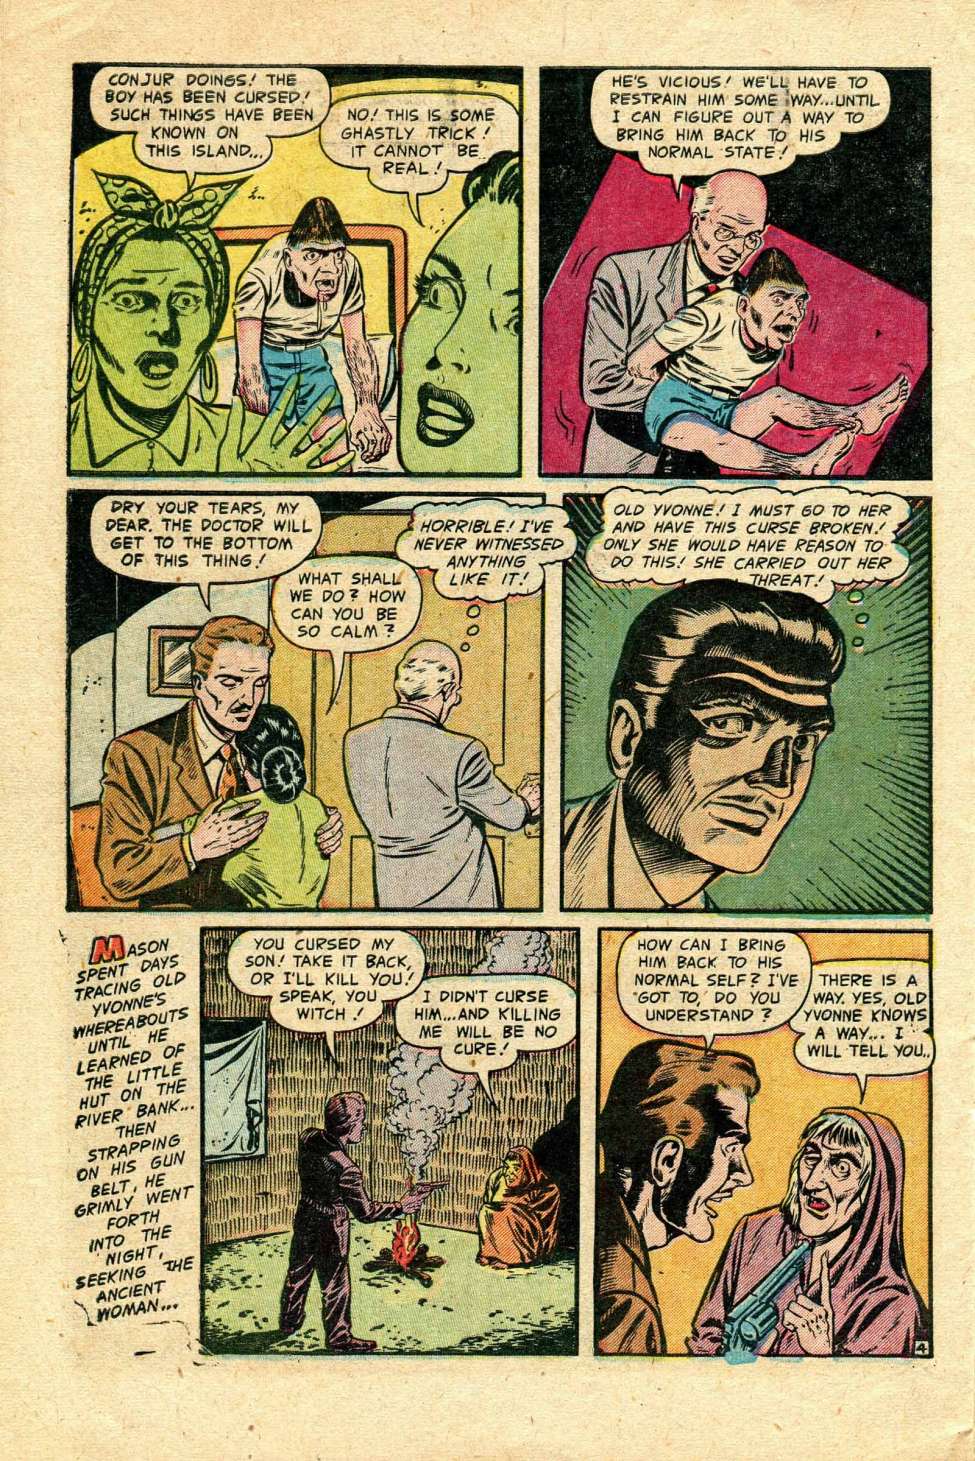 CONJUR DOINGS! THE
BOY HAS BEEN CURSED!
SUCH THINGS HAVE BEEN
KNOWN ON
THIS ISLAND...
NO! THIS IS SOME
GHASTLY TRICK!
IT CANNOT BE
REAL!
HE'S VICIOUS! WE'LL HAVE TO
RESTRAIN HIM SOME WAY...UNTIL
I CAN FIGURE OUT A WAY TO
BRING HIM BACK TO HIS
NORMAL STATE!
DRY YOUR TEARS, MY
DEAR. THE DOCTOR WILL
GET TO THE BOTTOM
OF THIS THING!
WHAT SHALL
WE DO? HOW
CAN YOU BE
SO CALM?
HORRIBLE! I'VE
NEVER WITNESSED
ANYTHING
LIKE IT!
OLD YVONNE! I MUST GO TO HER
AND HAVE THIS CURSE BROKEN!
ONLY SHE WOULD HAVE REASON TO
DO THIS! SHE CARRIED OUT HER
THREAT!
MASON
SPENT DAYS
TRACING OLD
YVONNE'S
WHEREABOUTS
UNTIL HE
LEARNED OF
THE LITTLE
HUT ON THE
RIVER BANK...
THEN
STRAPPING
ON HIS GUN
BELT, HE
GRIMLY WENT
FORTH
INTO THE
NIGHT,
SEEKING THE
ANCIENT
WOMAN...
YOU CURSED MY
SON! TAKE IT BACK,
OR I'LL KILL YOU!
SPEAK, YOU
WITCH!
I DIDN'T CURSE
HIM...AND KILLING
ME WILL BE NO
CURE!
HOW CAN I BRING
HIM BACK TO HIS
NORMAL SELF? I'VE
'GOT TO,' DO YOU
UNDERSTAND?
THERE IS A
WAY. YES, OLD
YVONNE KNOWS
A WAY... I
WILL TELL YOU..
4